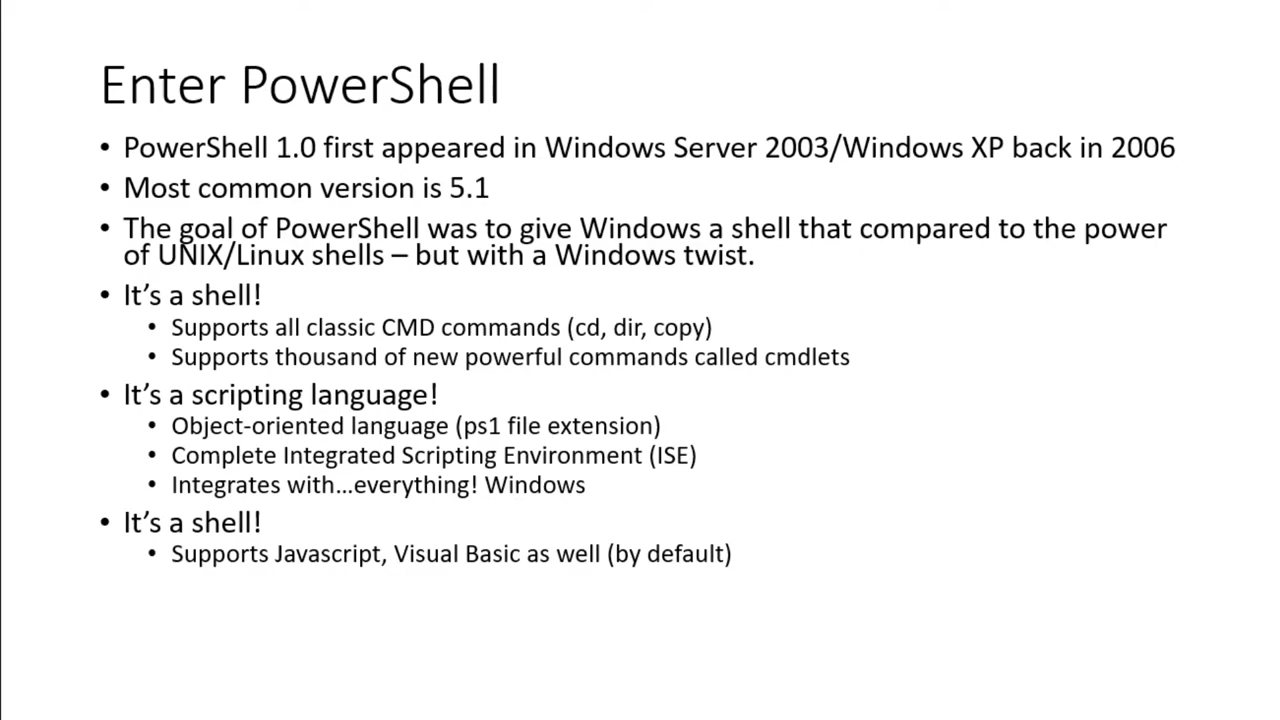 Enter PowerShell
• PowerShell 1.0 first appeared in Windows Server 2003/Windows XP back in 2006
• Most common version is 5.1
• The goal of PowerShell was to give Windows a shell that compared to the power
of UNIX/Linux shells – but with a Windows twist.
• It’s a shell!
• Supports all classic CMD commands (cd, dir, copy)
• Supports thousand of new powerful commands called cmdlets
• It’s a scripting language!
• Object-oriented language (ps1 file extension)
• Complete Integrated Scripting Environment (ISE)
• Integrates with…everything! Windows
• It’s a shell!
• Supports Javascript, Visual Basic as well (by default)